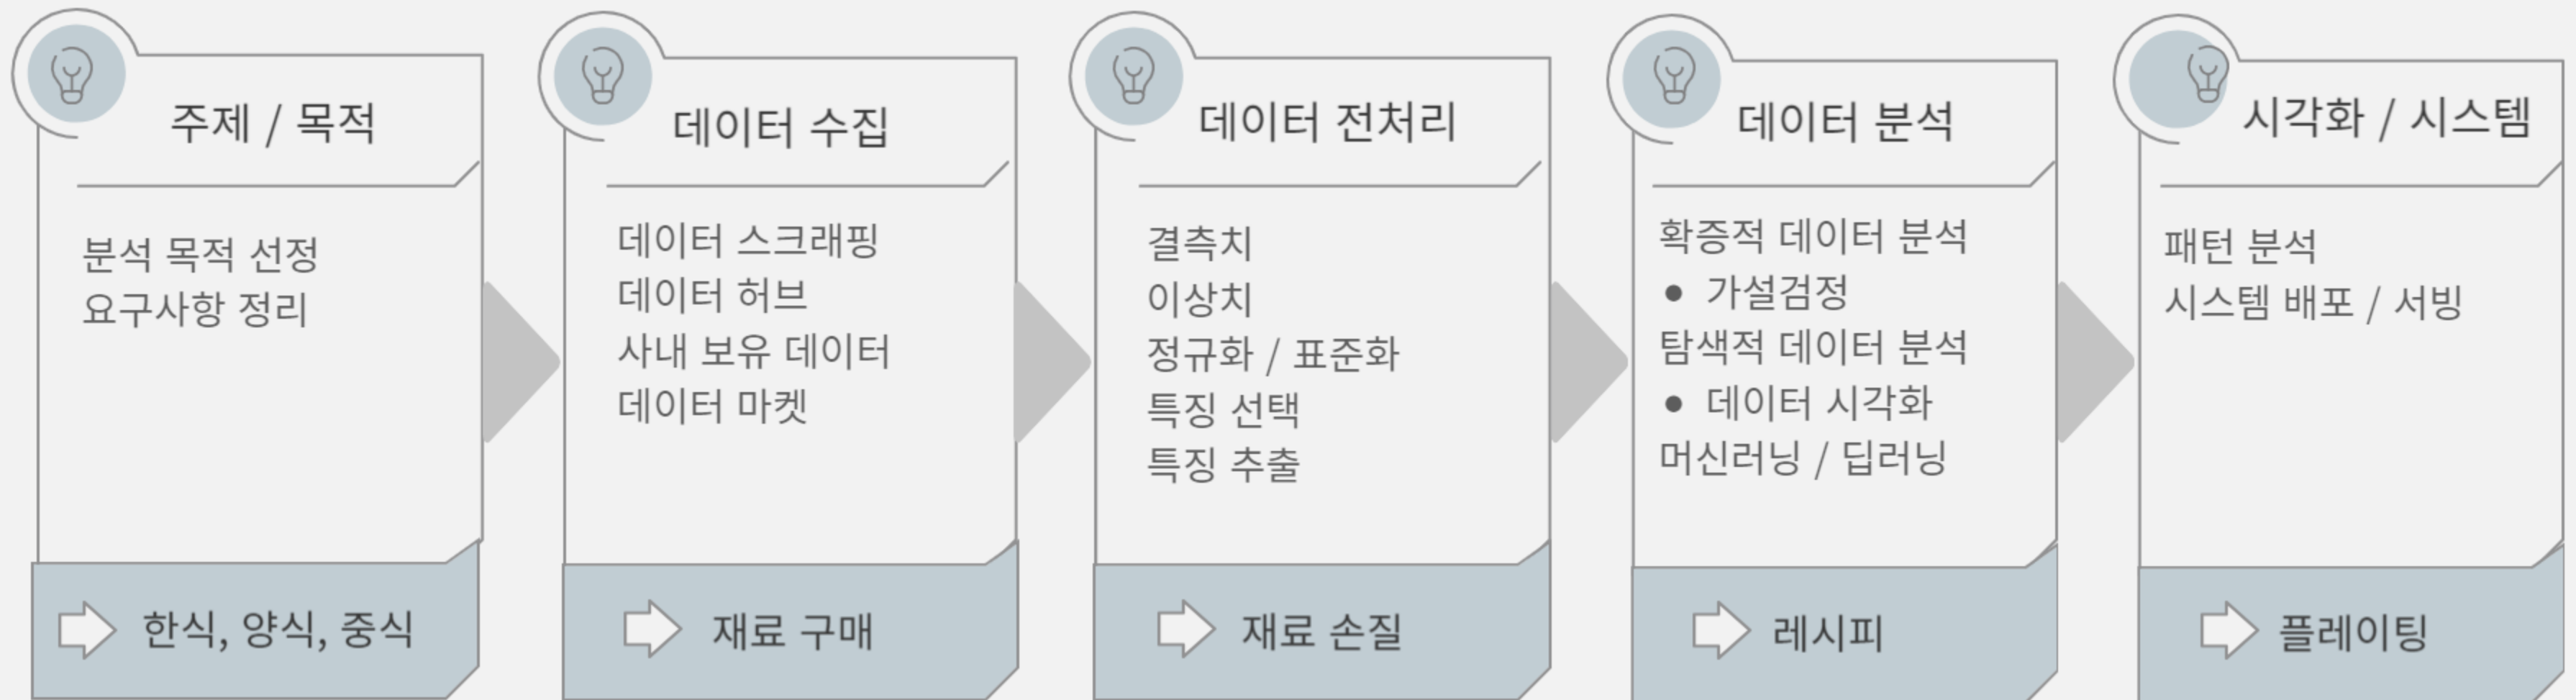 주제 / 목적
분석 목적 선정
요구사항 정리
한식, 양식, 중식
데이터 수집
데이터 스크래핑
데이터 허브
사내 보유 데이터
데이터 마켓
재료 구매
데이터 전처리
결측치
이상치
정규화 / 표준화
특징 선택
특징 추출
재료 손질
데이터 분석
확증적 데이터 분석
● 가설검정
탐색적 데이터 분석
● 데이터 시각화
머신러닝 / 딥러닝
레시피
시각화 / 시스템
패턴 분석
시스템 배포 / 서빙
플레이팅